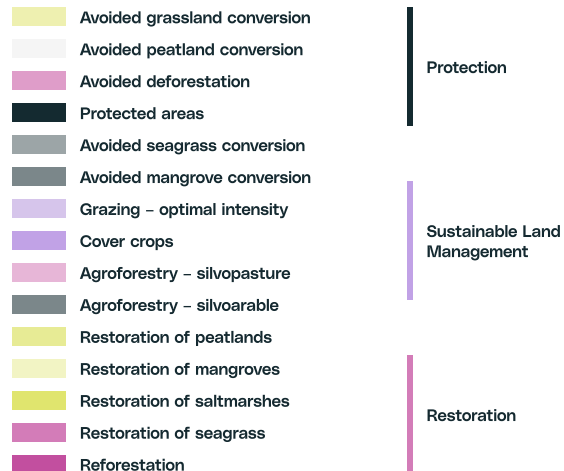 Avoided grassland conversion
Avoided peatland conversion
Avoided deforestation
Protected areas
Avoided seagrass conversion
Avoided mangrove conversion
Grazing – optimal intensity
Cover crops
Agroforestry – silvopasture
Agroforestry – silvoarable
Restoration of peatlands
Restoration of mangroves
Restoration of saltmarshes
Restoration of seagrass
Reforestation
Protection
Sustainable Land
Management
Restoration